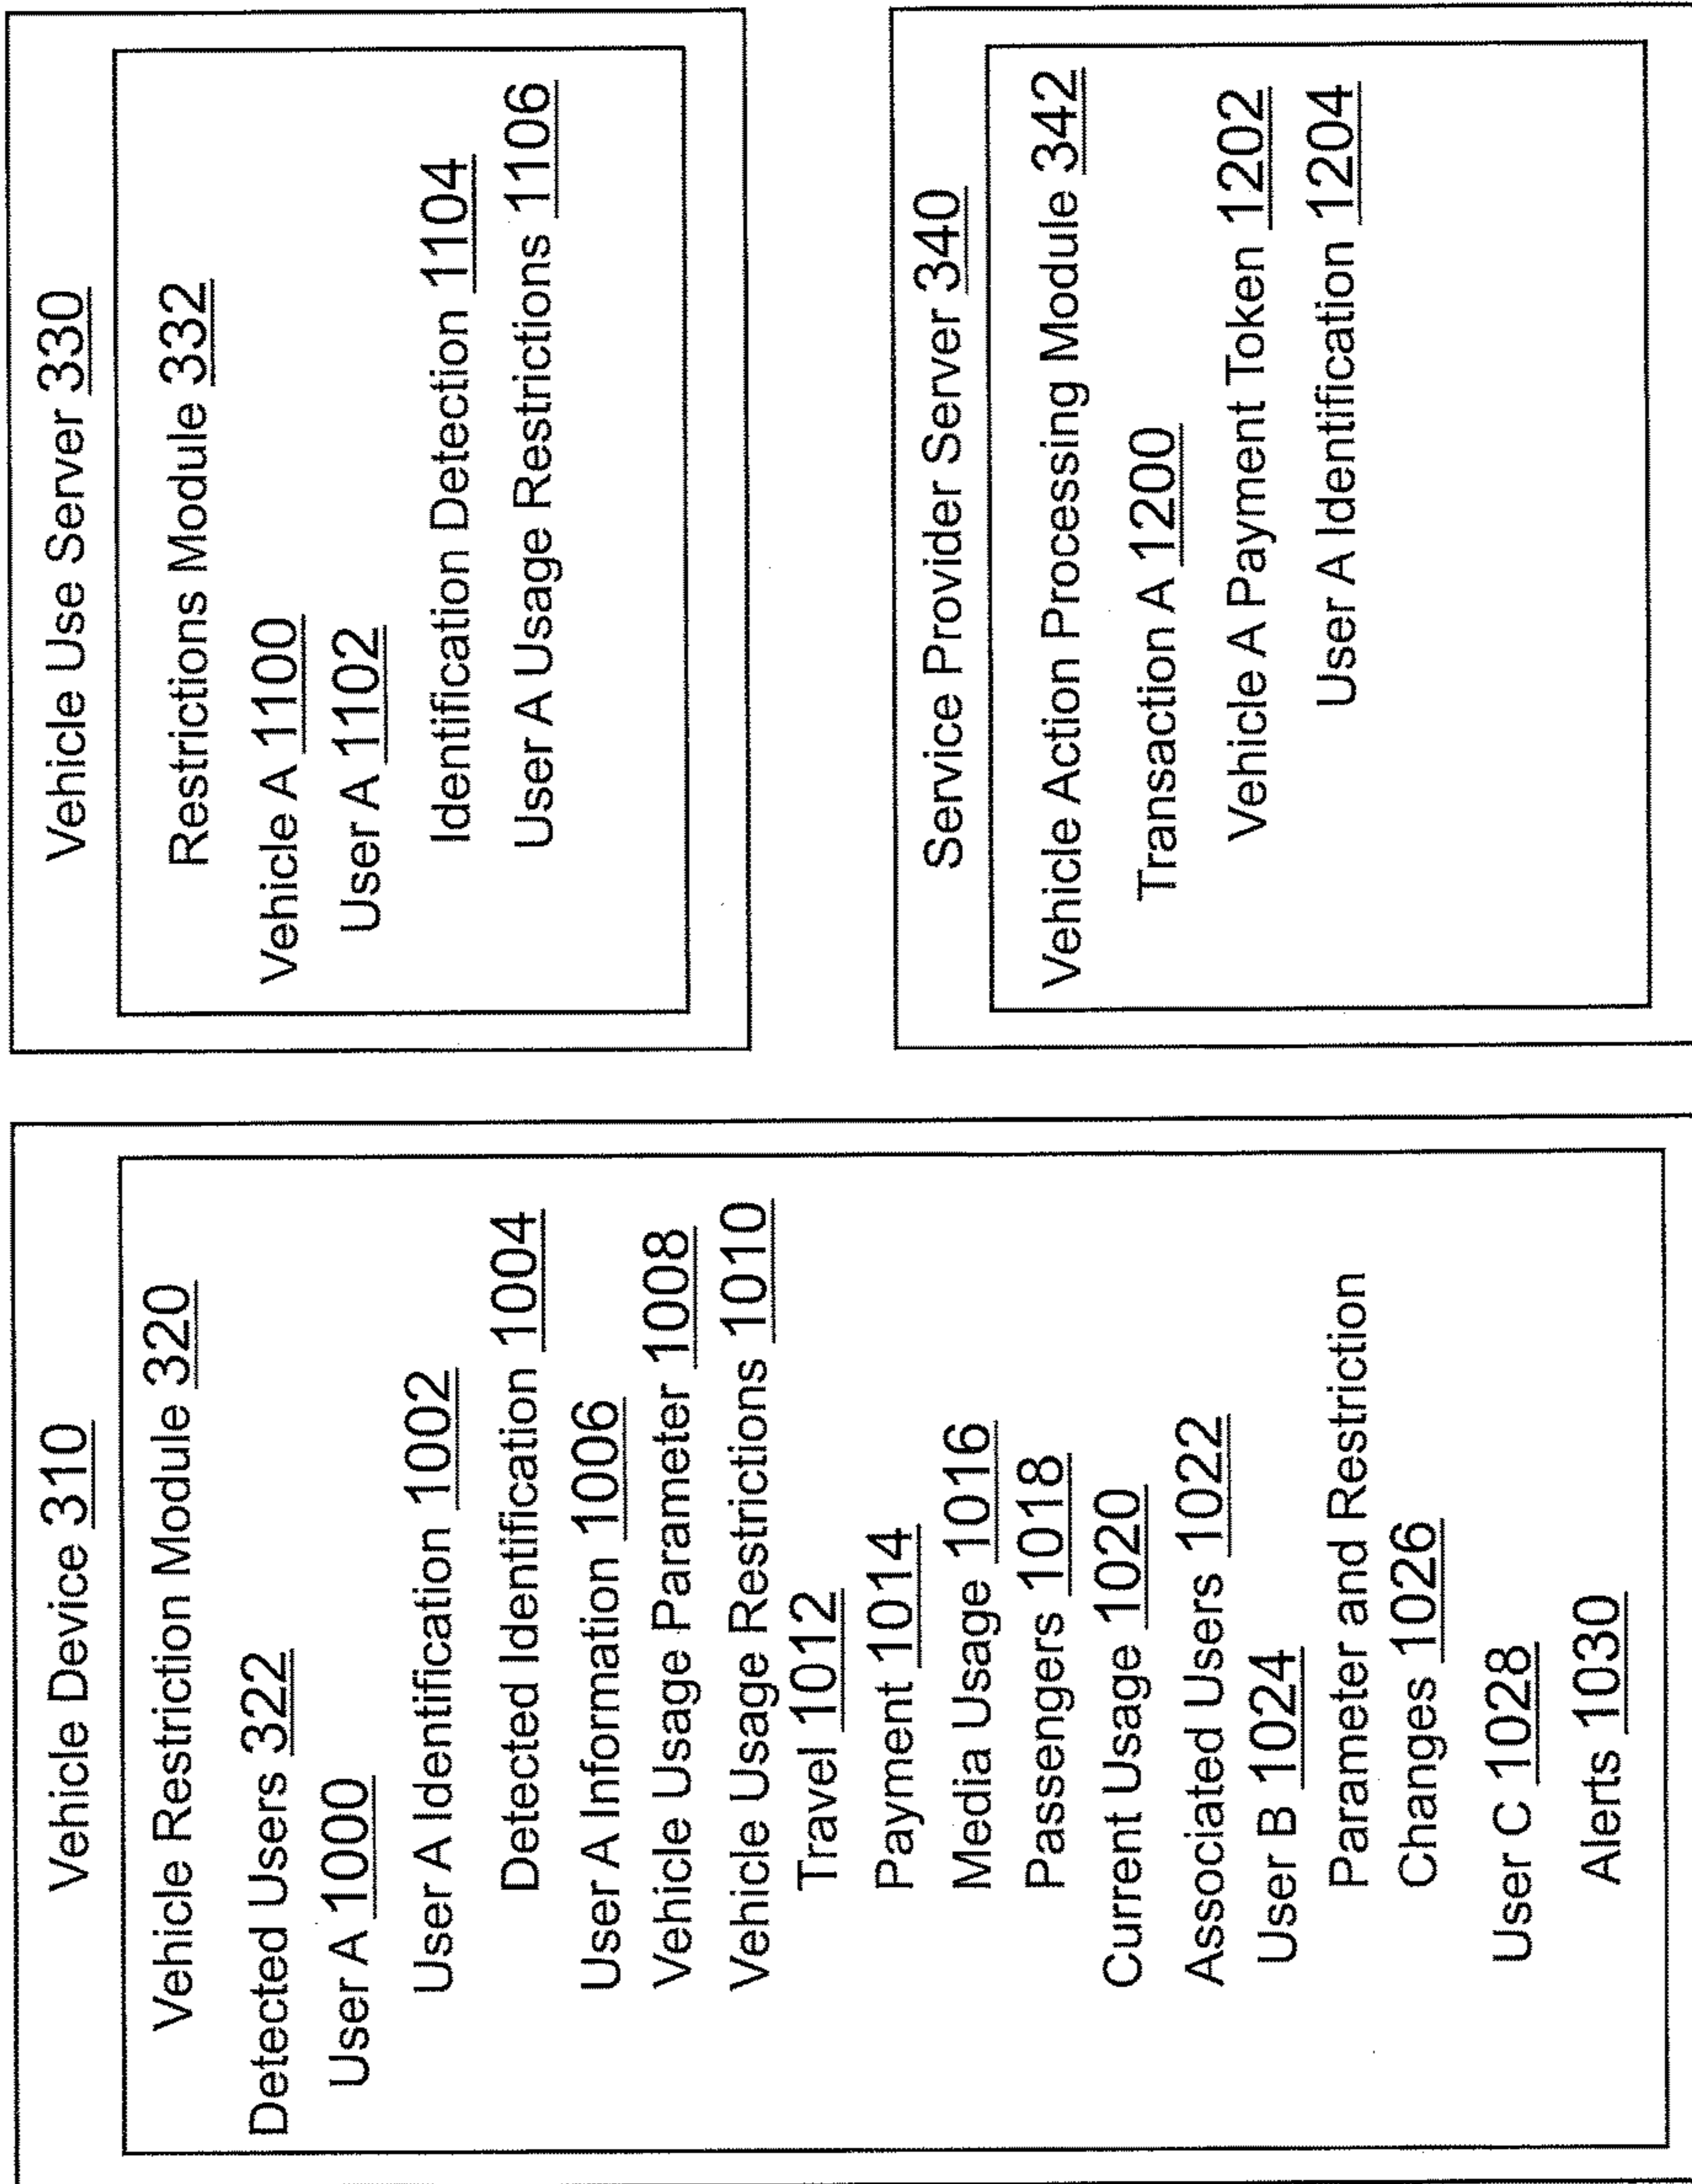 Vehicle Device 310
Vehicle Restriction Module 320
Detected Users 322
User A 1000
User A Identification 1002
Detected Identification 1004
User A Information 1006
Vehicle Usage Parameter 1008
Vehicle Usage Restrictions 1010
Travel 1012
Payment 1014
Media Usage 1016
Passengers 1018
Current Usage 1020
Associated Users 1022
User B 1024
Parameter and Restriction
Changes 1026
User C 1028
Alerts 1030
Vehicle Use Server 330
Restrictions Module 332
Vehicle A 1100
User A 1102
Identification Detection 1104
User A Usage Restrictions 1106
Service Provider Server 340
Vehicle Action Processing Module 342
Transaction A 1200
Vehicle A Payment Token 1202
User A Identification 1204